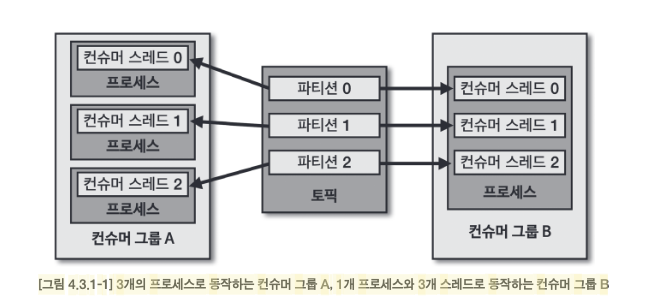 컨슈머 스레드 0
프로세스
컨슈머 스레드 1
프로세스
컨슈머 스레드 2
프로세스
컨슈머 그룹 A
파티션 0
파티션 1
파티션 2
토픽
컨슈머 스레드 0
컨슈머 스레드 1
컨슈머 스레드 2
프로세스
컨슈머 그룹 B
[그림 4.3.1-1] 3개의 프로세스로 동작하는 컨슈머 그룹 A, 1개 프로세스와 3개 스레드로 동작하는 컨슈머 그룹 B